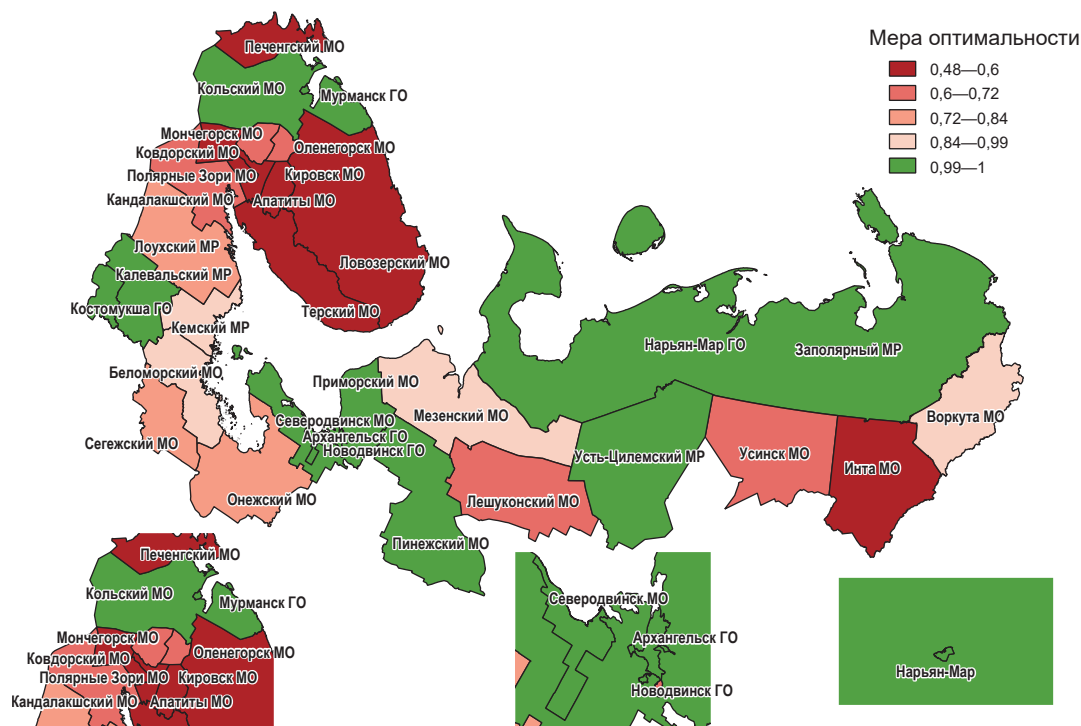 Мера оптимальности
0,48—0,6
0,6—0,72
0,72—0,84
0,84—0,99
0,99—1
Печенгский МО
Кольский МО
Мурманск ГО
Мончегорск МО
Оленегорск МО
Ковдорский МО
Полярные Зори МО
Кировск МО
Кандалакшский МО
Апатиты МО
Лоухский МР
Ловозерский МО
Калевальский МР
Костомукша ГО
Терский МО
Кемский МР
Нарьян-Мар ГО
Заполярный МР
Беломорский МО
Приморский МО
Мезенский МО
Воркута МО
Северодвинск МО
Архангельск ГО
Новодвинск ГО
Сегежский МО
Усть-Цилемский МР
Усинск МО
Инта МО
Онежский МО
Лешуконский МО
Пинежский МО
Печенгский МО
Кольский МО
Мурманск ГО
Мончегорск МО
Оленегорск МО
Ковдорский МО
Полярные Зори МО
Кировск МО
Кандалакшский МО
Апатиты МО
Северодвинск МО
Архангельск ГО
Новодвинск ГО
Нарьян-Мар